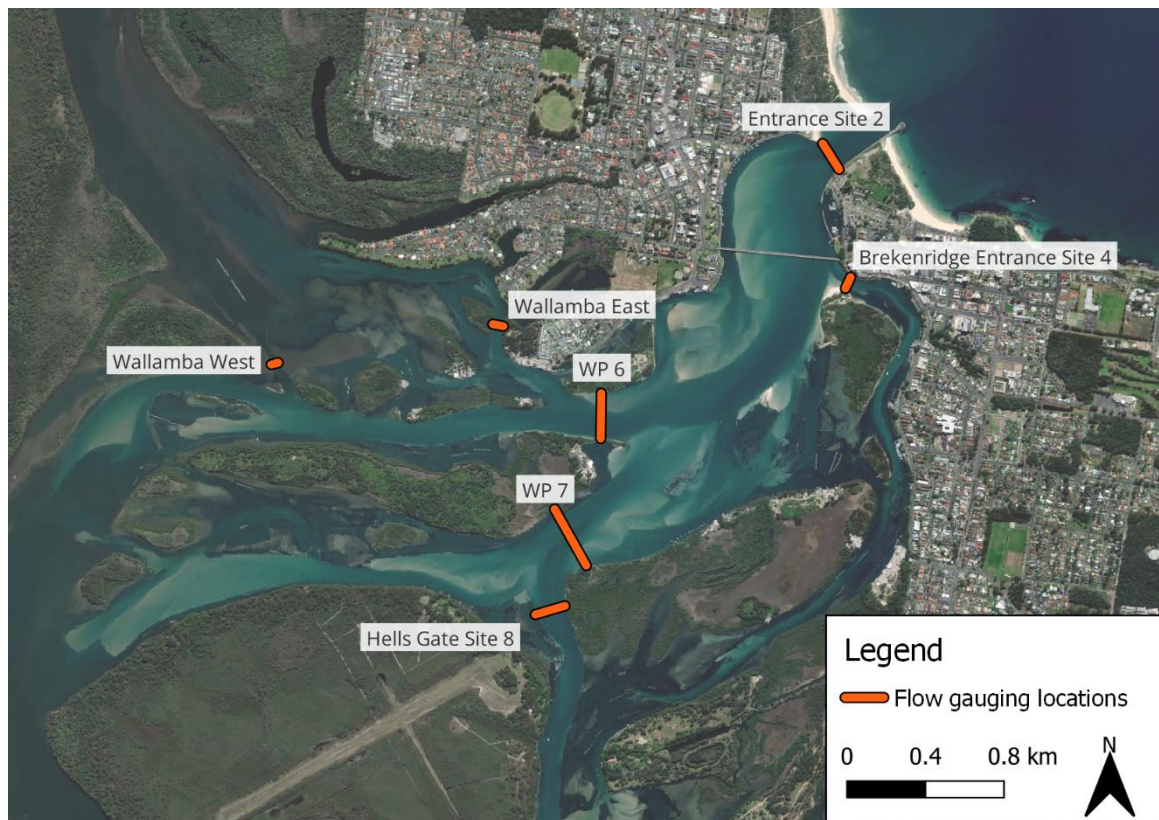 Entrance Site 2
Brekenridge Entrance Site 4
Wallamba East
Wallamba West
WP 6
WP 7
Hells Gate Site 8
Legend
Flow gauging locations
0 0.4 0.8 km
N